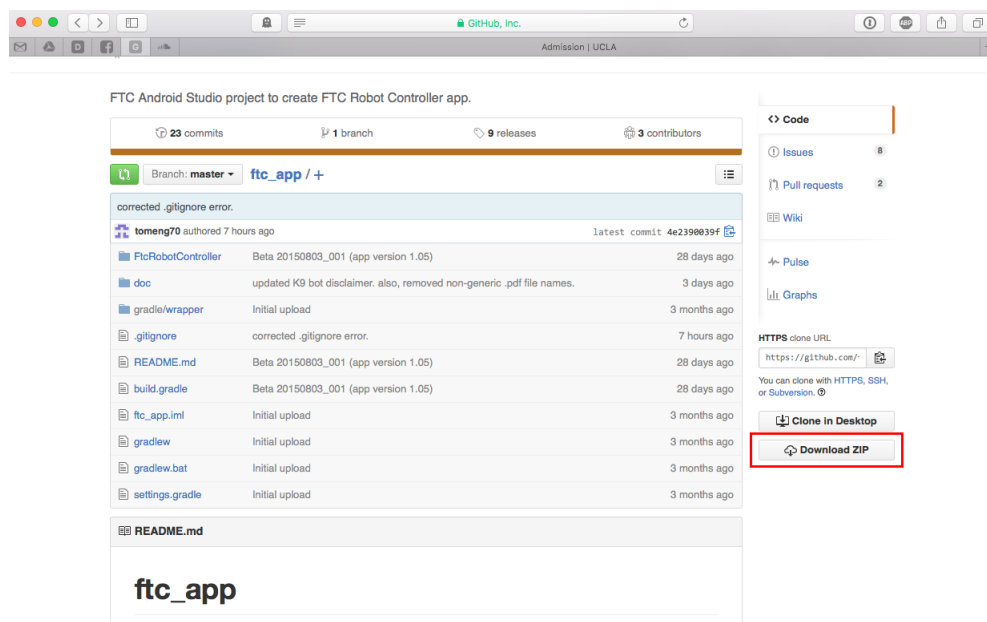 GitHub, Inc.
Admission | UCLA
FTC Android Studio project to create FTC Robot Controller app.
23 commits 1 branch 9 releases 3 contributors
Branch: master ftc_app / +
corrected .gitignore error.
tomeng70 authored 7 hours ago latest commit 4e2390039f
FtcRobotController Beta 20150803_001 (app version 1.05) 28 days ago
doc updated K9 bot disclaimer. also, removed non-generic .pdf file names. 3 days ago
gradle/wrapper Initial upload 3 months ago
.gitignore corrected .gitignore error. 7 hours ago
README.md Beta 20150803_001 (app version 1.05) 28 days ago
build.gradle Beta 20150803_001 (app version 1.05) 28 days ago
ftc_app.iml Initial upload 3 months ago
gradlew Initial upload 3 months ago
gradlew.bat Initial upload 3 months ago
settings.gradle Initial upload 3 months ago
README.md
ftc_app
Code
Issues 8
Pull requests 2
Wiki
Pulse
Graphs
HTTPS clone URL
https://github.com/
You can clone with HTTPS, SSH,
or Subversion.
Clone in Desktop
Download ZIP